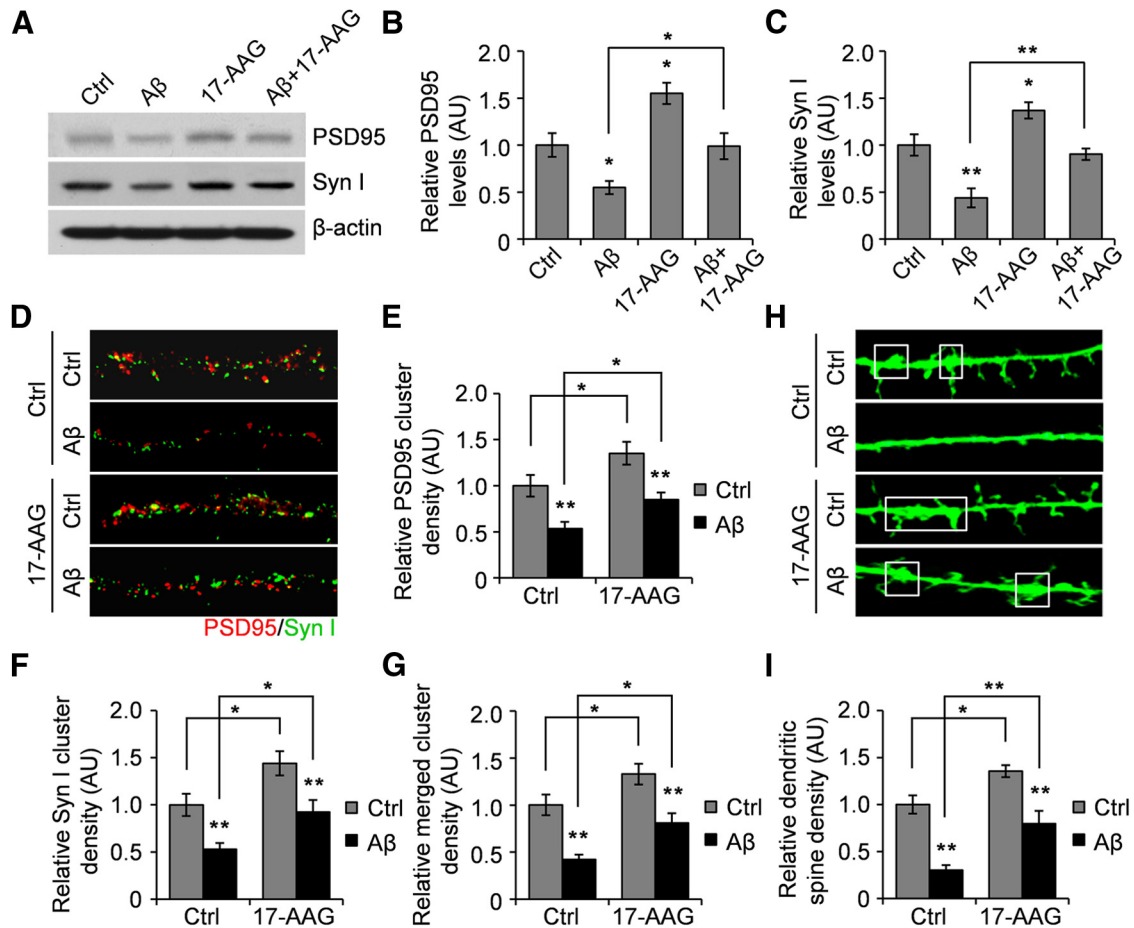 A
Ctrl
Aβ
17-AAG
Aβ+17-AAG
PSD95
Syn I
β-actin
B
Relative PSD95
levels (AU)
2.0
1.5
1.0
0.5
0
*
*
*
Ctrl
Aβ
17-AAG
Aβ+
17-AAG
C
Relative Syn I
levels (AU)
2.0
1.5
1.0
0.5
0
**
*
**
Ctrl
Aβ
17-AAG
Aβ+
17-AAG
D
Ctrl
17-AAG
Ctrl
Aβ
Ctrl
Aβ
PSD95/Syn I
E
Relative PSD95 cluster
density (AU)
2.0
1.5
1.0
0.5
0
*
*
**
**
Ctrl
Aβ
Ctrl
17-AAG
H
Ctrl
17-AAG
Ctrl
Aβ
Ctrl
Aβ
F
Relative Syn I cluster
density (AU)
2.0
1.5
1.0
0.5
0
*
*
**
**
Ctrl
Aβ
Ctrl
17-AAG
G
Relative merged cluster
density (AU)
2.0
1.5
1.0
0.5
0
*
*
**
**
Ctrl
Aβ
Ctrl
17-AAG
I
Relative dendritic
spine density (AU)
2.0
1.5
1.0
0.5
0
**
*
**
**
Ctrl
Aβ
Ctrl
17-AAG